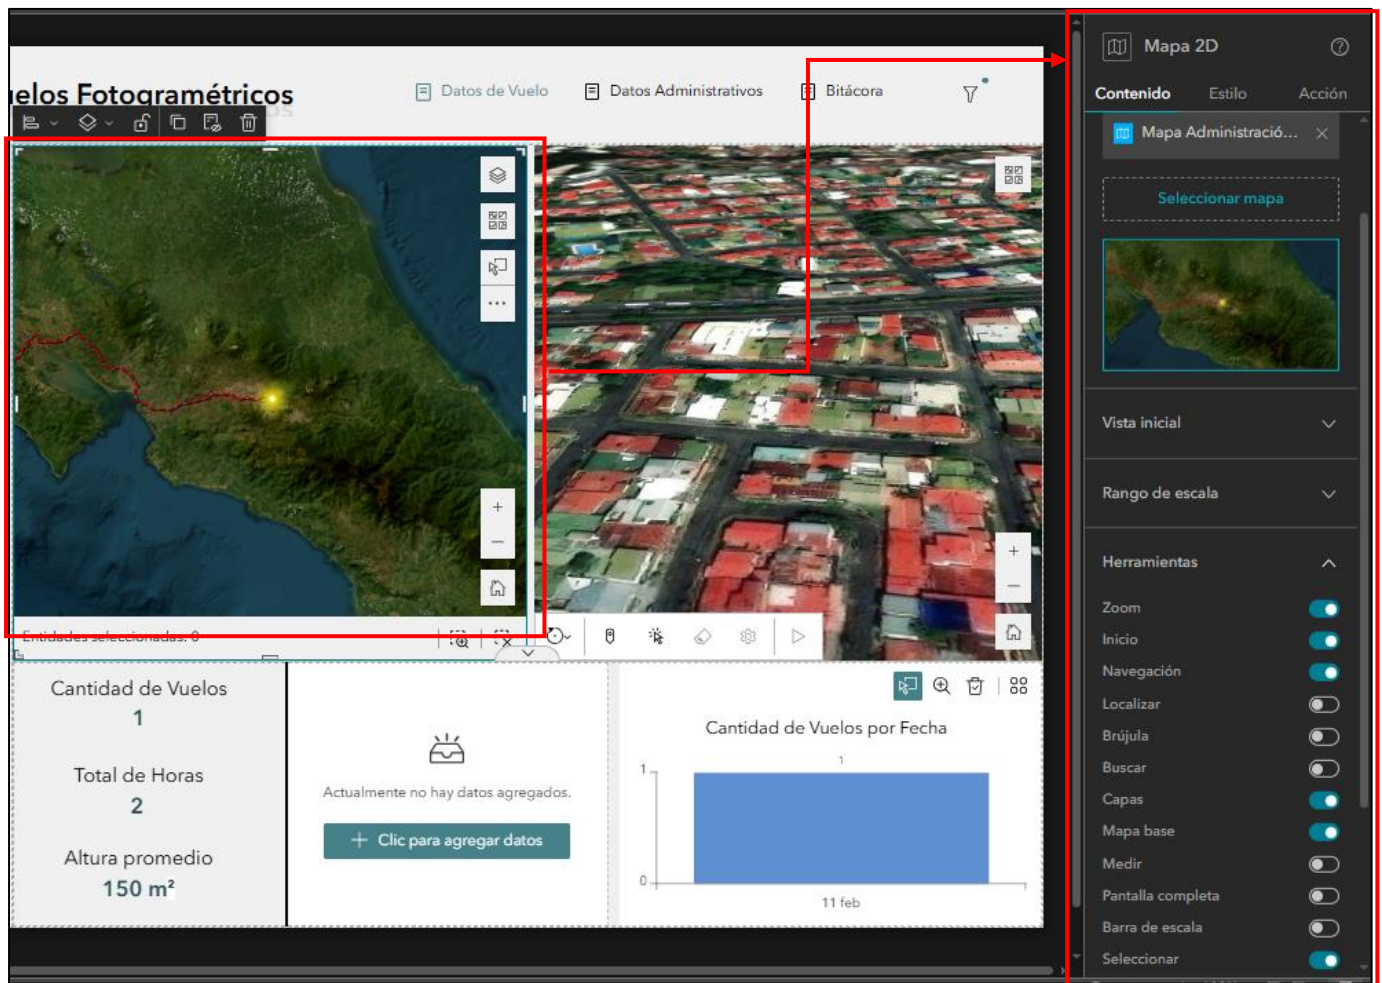 elos Fotogramétricos
Datos de Vuelo
Datos Administrativos
Bitácora
Entidades seleccionadas: 0
Cantidad de Vuelos
1
Total de Horas
2
Altura promedio
150 m²
Actualmente no hay datos agregados.
Clic para agregar datos
Cantidad de Vuelos por Fecha
1
1
0
11 feb
Mapa 2D
Contenido
Estilo
Acción
Mapa Administració...
Seleccionar mapa
Vista inicial
Rango de escala
Herramientas
Zoom
Inicio
Navegación
Localizar
Brújula
Buscar
Capas
Mapa base
Medir
Pantalla completa
Barra de escala
Seleccionar